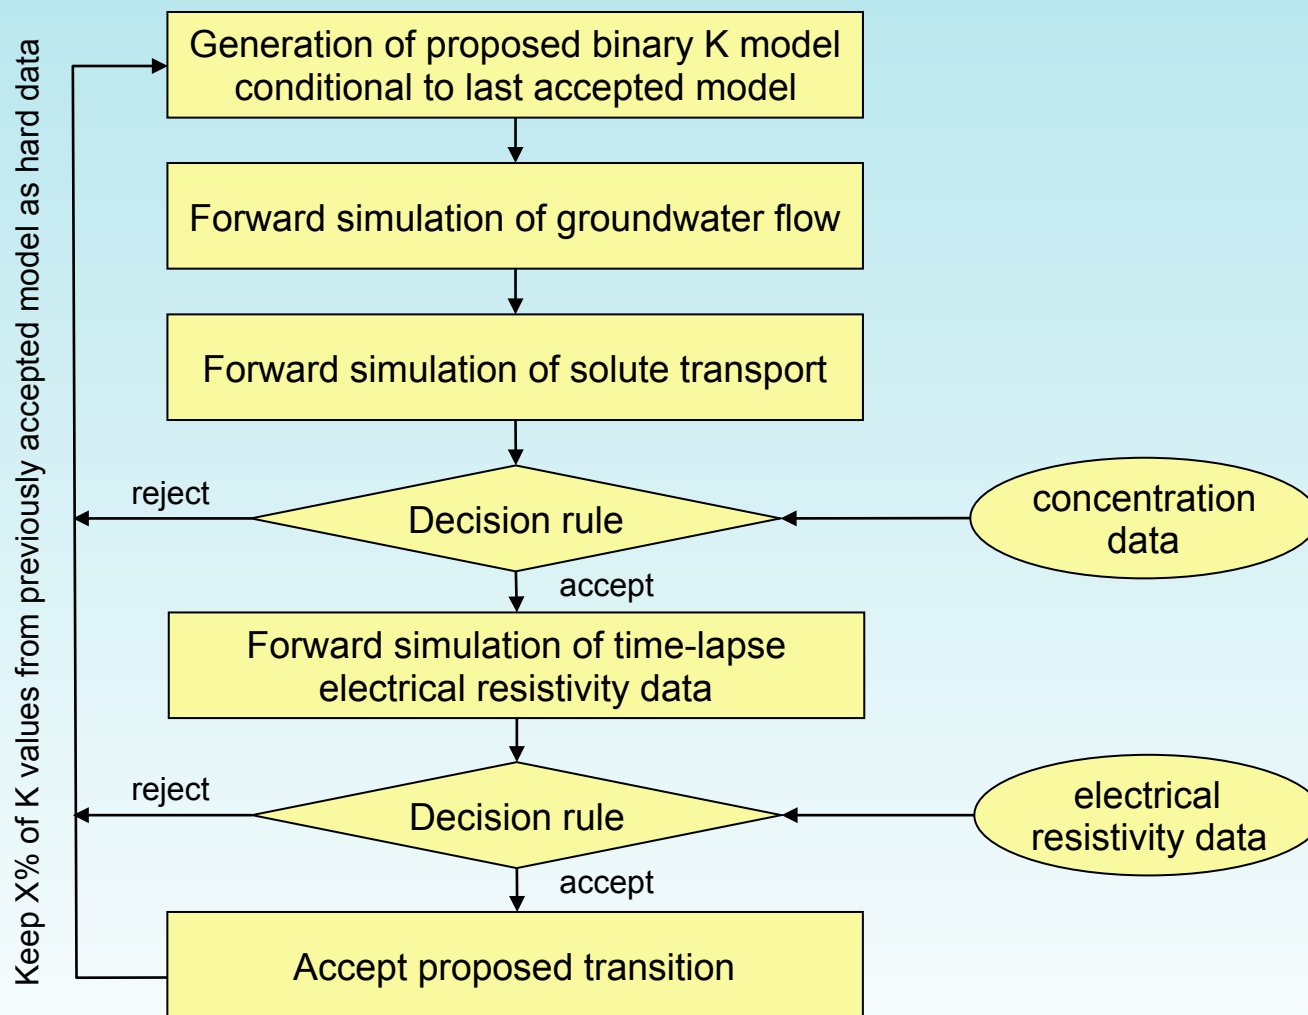 Keep X% of K values from previously accepted model as hard data
Generation of proposed binary K model
conditional to last accepted model
Forward simulation of groundwater flow
Forward simulation of solute transport
reject
Decision rule
concentration
data
accept
Forward simulation of time-lapse
electrical resistivity data
reject
Decision rule
electrical
resistivity data
accept
Accept proposed transition